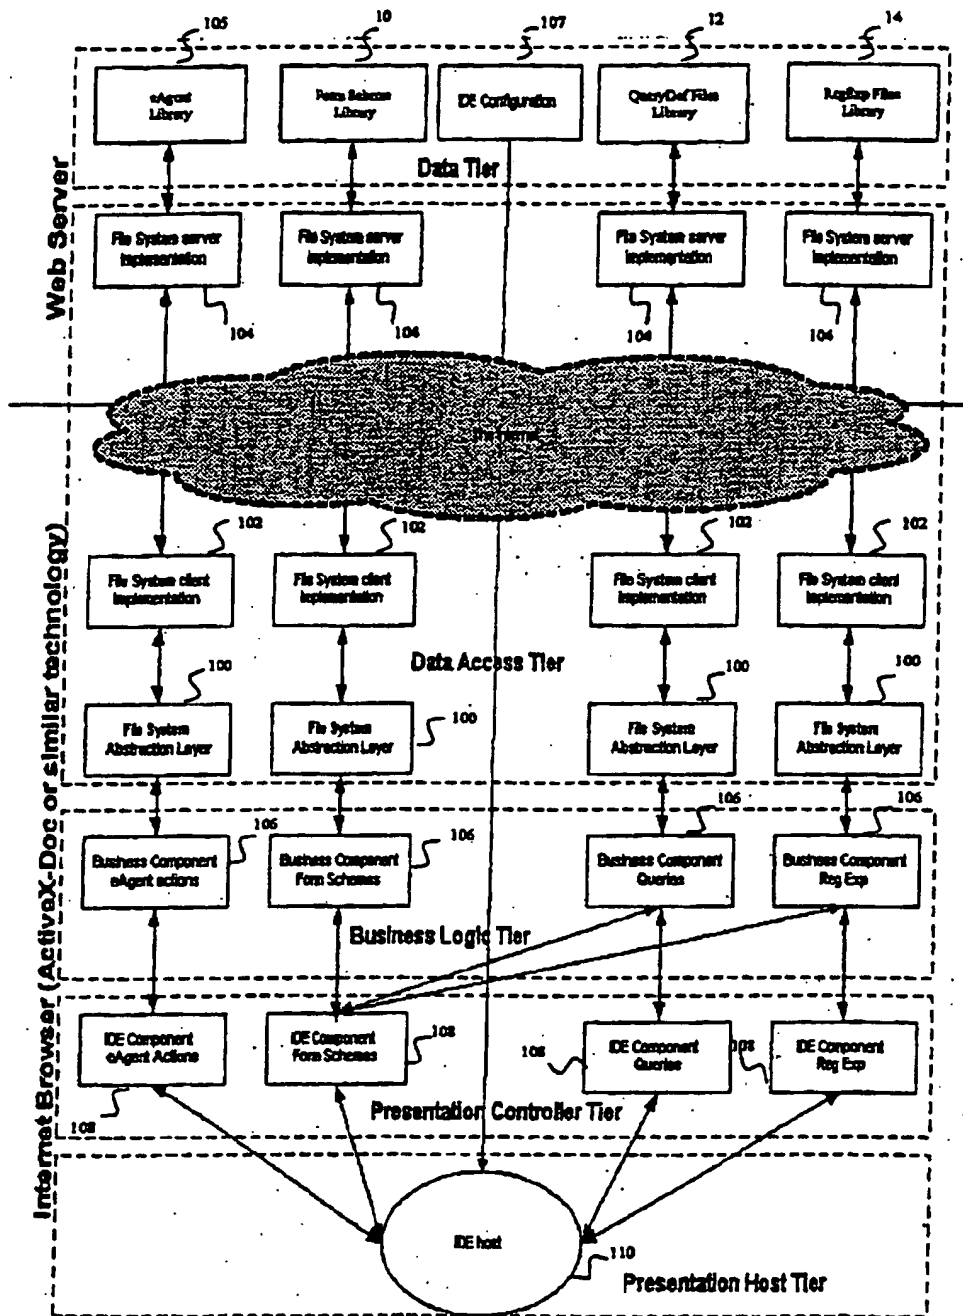 105
10
107
12
14
eAgent
Library
Form Scheme
Library
IDE Configuration
QueryDef Files
Library
RegExp Files
Library
Data Tier
Web Server
File System server
Implementation
File System server
Implementation
File System server
Implementation
File System server
Implementation
104
104
104
104
Internet
102
102
102
102
File System client
Implementation
File System client
Implementation
File System client
Implementation
File System client
Implementation
Data Access Tier
100
100
100
100
File System
Abstraction Layer
File System
Abstraction Layer
File System
Abstraction Layer
File System
Abstraction Layer
Internet Browser (ActiveX-Doc or similar technology)
106
106
106
106
Business Component
eAgent actions
Business Component
Form Schemes
Business Component
Queries
Business Component
Reg Exp
Business Logic Tier
IDE Component
eAgent Actions
IDE Component
Form Schemes
IDE Component
Queries
IDE Component
Reg Exp
108
108
108
108
Presentation Controller Tier
IDE host
110
Presentation Host Tier